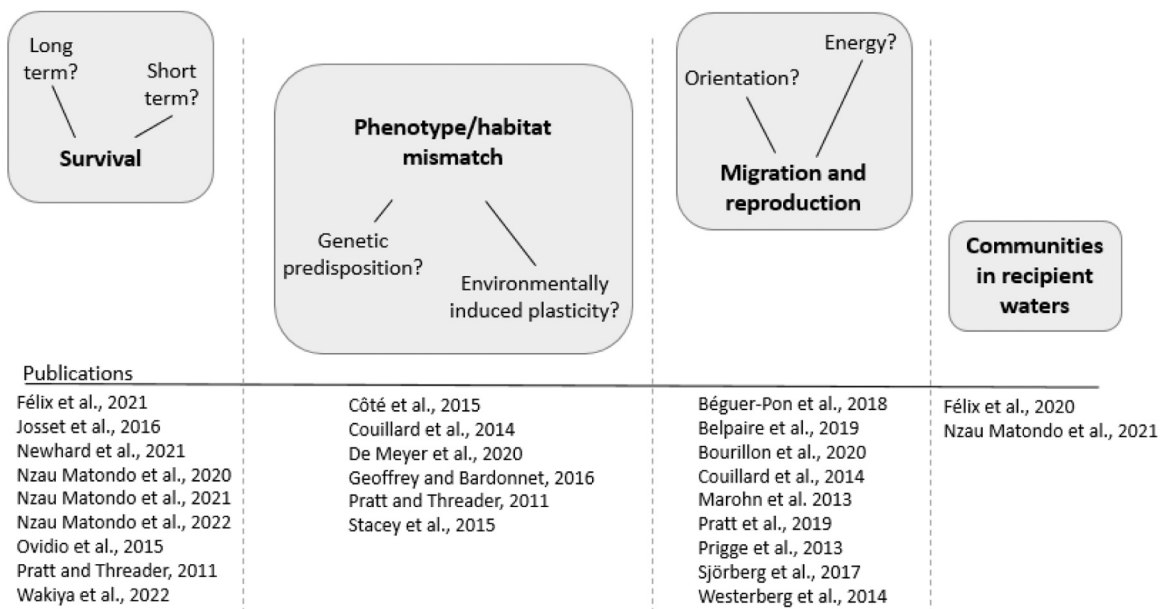 Long
term?
Short
term?
Survival
Phenotype/habitat
mismatch
Genetic
predisposition?
Environmentally
induced plasticity?
Energy?
Orientation?
Migration and
reproduction
Communities
in recipient
waters
Publications
Félix et al., 2021
Josset et al., 2016
Newhard et al., 2021
Nzau Matondo et al., 2020
Nzau Matondo et al., 2021
Nzau Matondo et al., 2022
Ovidio et al., 2015
Pratt and Threader, 2011
Wakiya et al., 2022
Côté et al., 2015
Couillard et al., 2014
De Meyer et al., 2020
Geoffrey and Bardonnet, 2016
Pratt and Threader, 2011
Stacey et al., 2015
Béguer-Pon et al., 2018
Belpaire et al., 2019
Bourillon et al., 2020
Couillard et al., 2014
Marohn et al. 2013
Pratt et al., 2019
Prigge et al., 2013
Sjörberg et al., 2017
Westerberg et al., 2014
Félix et al., 2020
Nzau Matondo et al., 2021